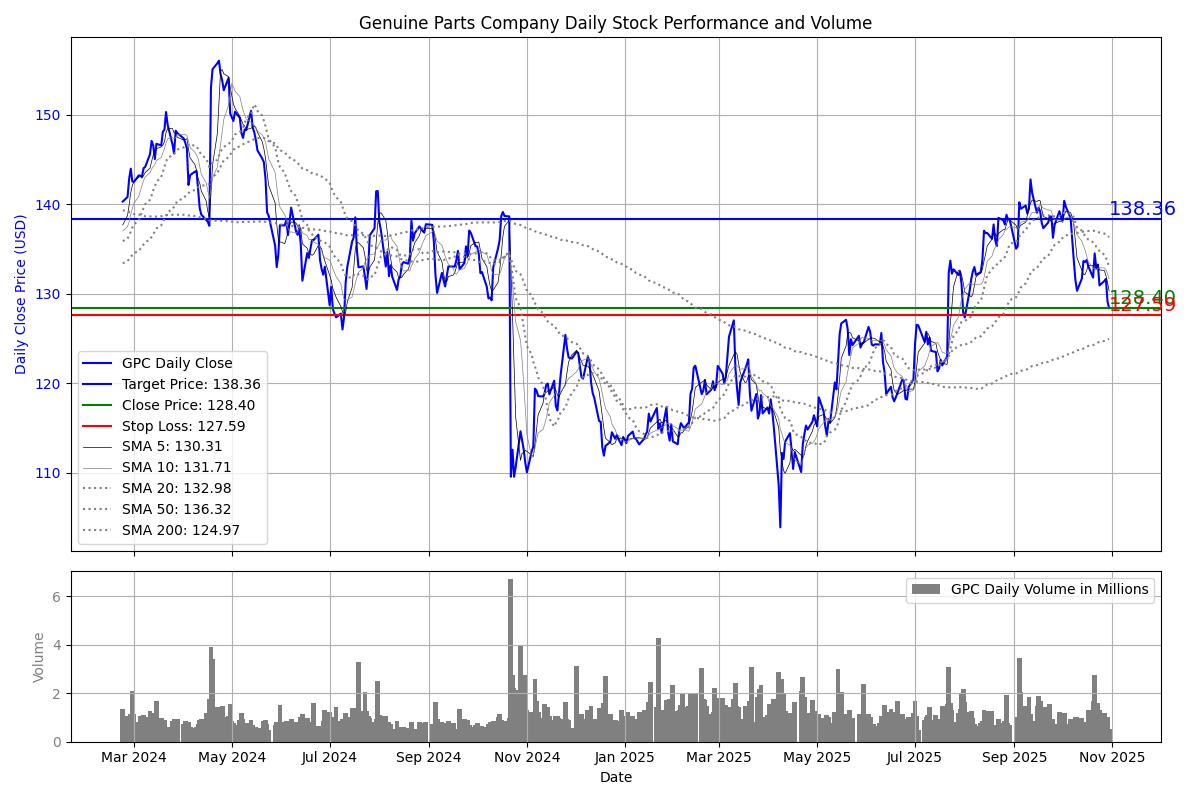 Genuine Parts Company Daily Stock Performance and Volume
Daily Close Price (USD)
150
140
130
120
110
138.36
128.40
127.59
GPC Daily Close
Target Price: 138.36
Close Price: 128.40
Stop Loss: 127.59
SMA 5: 130.31
SMA 10: 131.71
SMA 20: 132.98
SMA 50: 136.32
SMA 200: 124.97
Volume
6
4
2
0
GPC Daily Volume in Millions
Mar 2024 May 2024 Jul 2024 Sep 2024 Nov 2024 Jan 2025 Mar 2025 May 2025 Jul 2025 Sep 2025 Nov 2025
Date